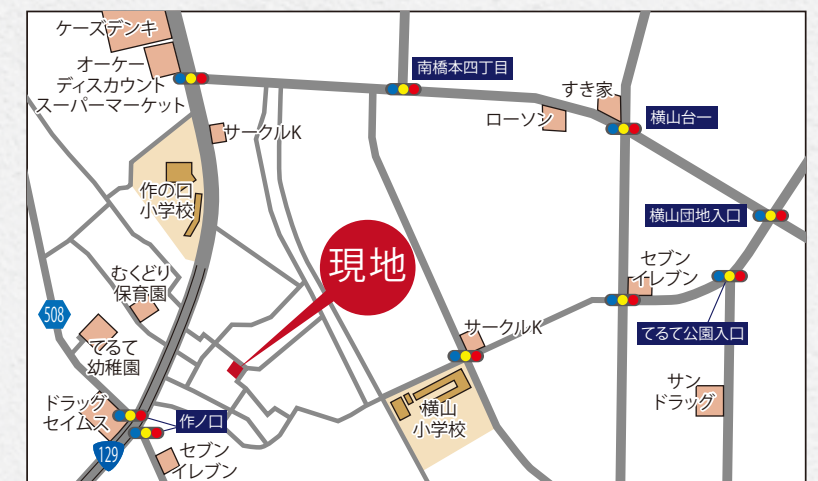 ケーズデンキ
オーケー
ディスカウント
スーパーマーケット
南橋本四丁目
すき家
ローソン
横山台一
サークルK
作の口
小学校
横山団地入口
現地
むくどり
保育園
セブン
イレブン
508
てるて
幼稚園
サークルK
てるて公園入口
サン
ドラッグ
ドラッグ
セイムス
作ノ口
横山
小学校
129
セブン
イレブン